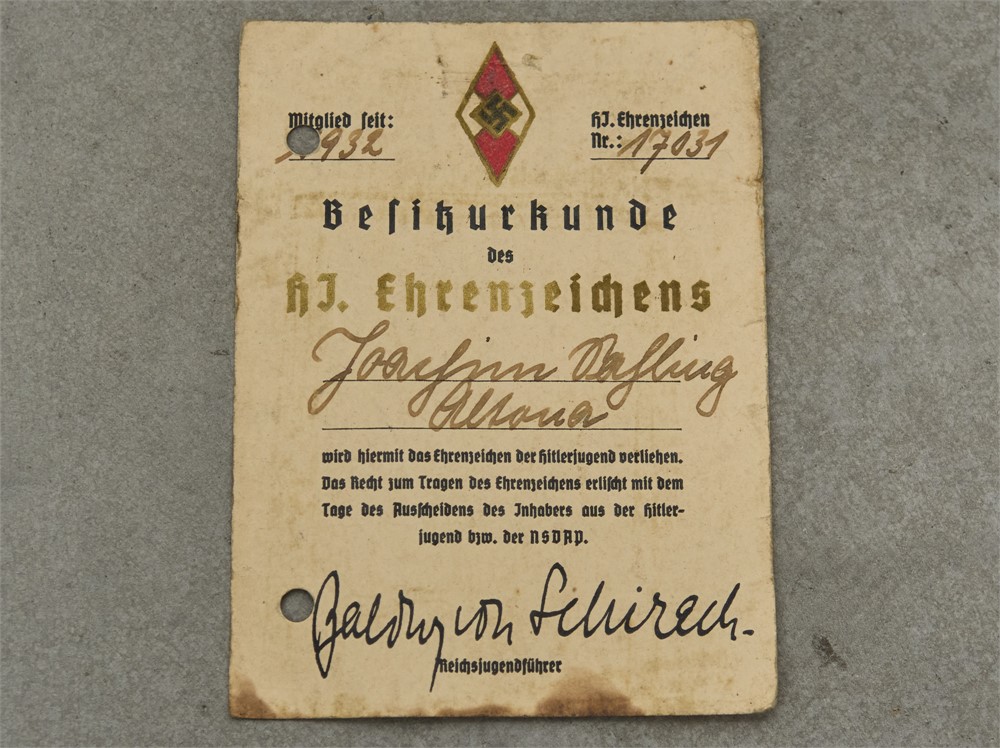 Mitglied seit:
1932
HJ. Ehrenzeichen
Nr.: 17031
Besitzurkunde
des
HJ. Ehrenzeichens
Joachim
Altona
wird hiermit das Ehrenzeichen der Hitlerjugend verliehen.
Das Recht zum Tragen des Ehrenzeichens erlischt mit dem
Tage des Ausscheidens des Inhabers aus der Hitler-
jugend bzw. der NSDAP.
Baldur von Schirach.
Reichsjugendführer